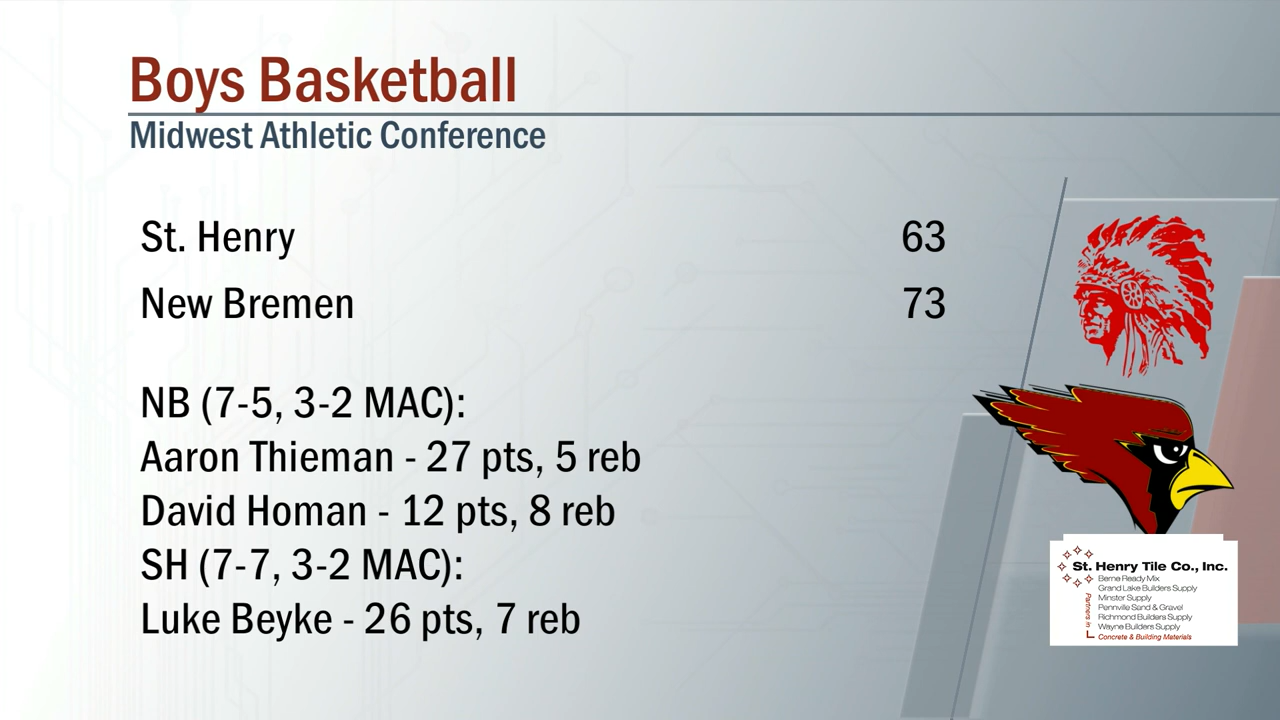 Boys Basketball
Midwest Athletic Conference
St. Henry 63
New Bremen 73
NB (7-5, 3-2 MAC):
Aaron Thieman - 27 pts, 5 reb
David Homan - 12 pts, 8 reb
SH (7-7, 3-2 MAC):
Luke Beyke - 26 pts, 7 reb
St. Henry Tile Co., Inc.
Berne Ready Mix
Grand Lake Builders Supply
Minster Supply
Pennville Sand & Gravel
Richmond Builders Supply
Wayne Builders Supply
Partners in
Concrete & Building Materials